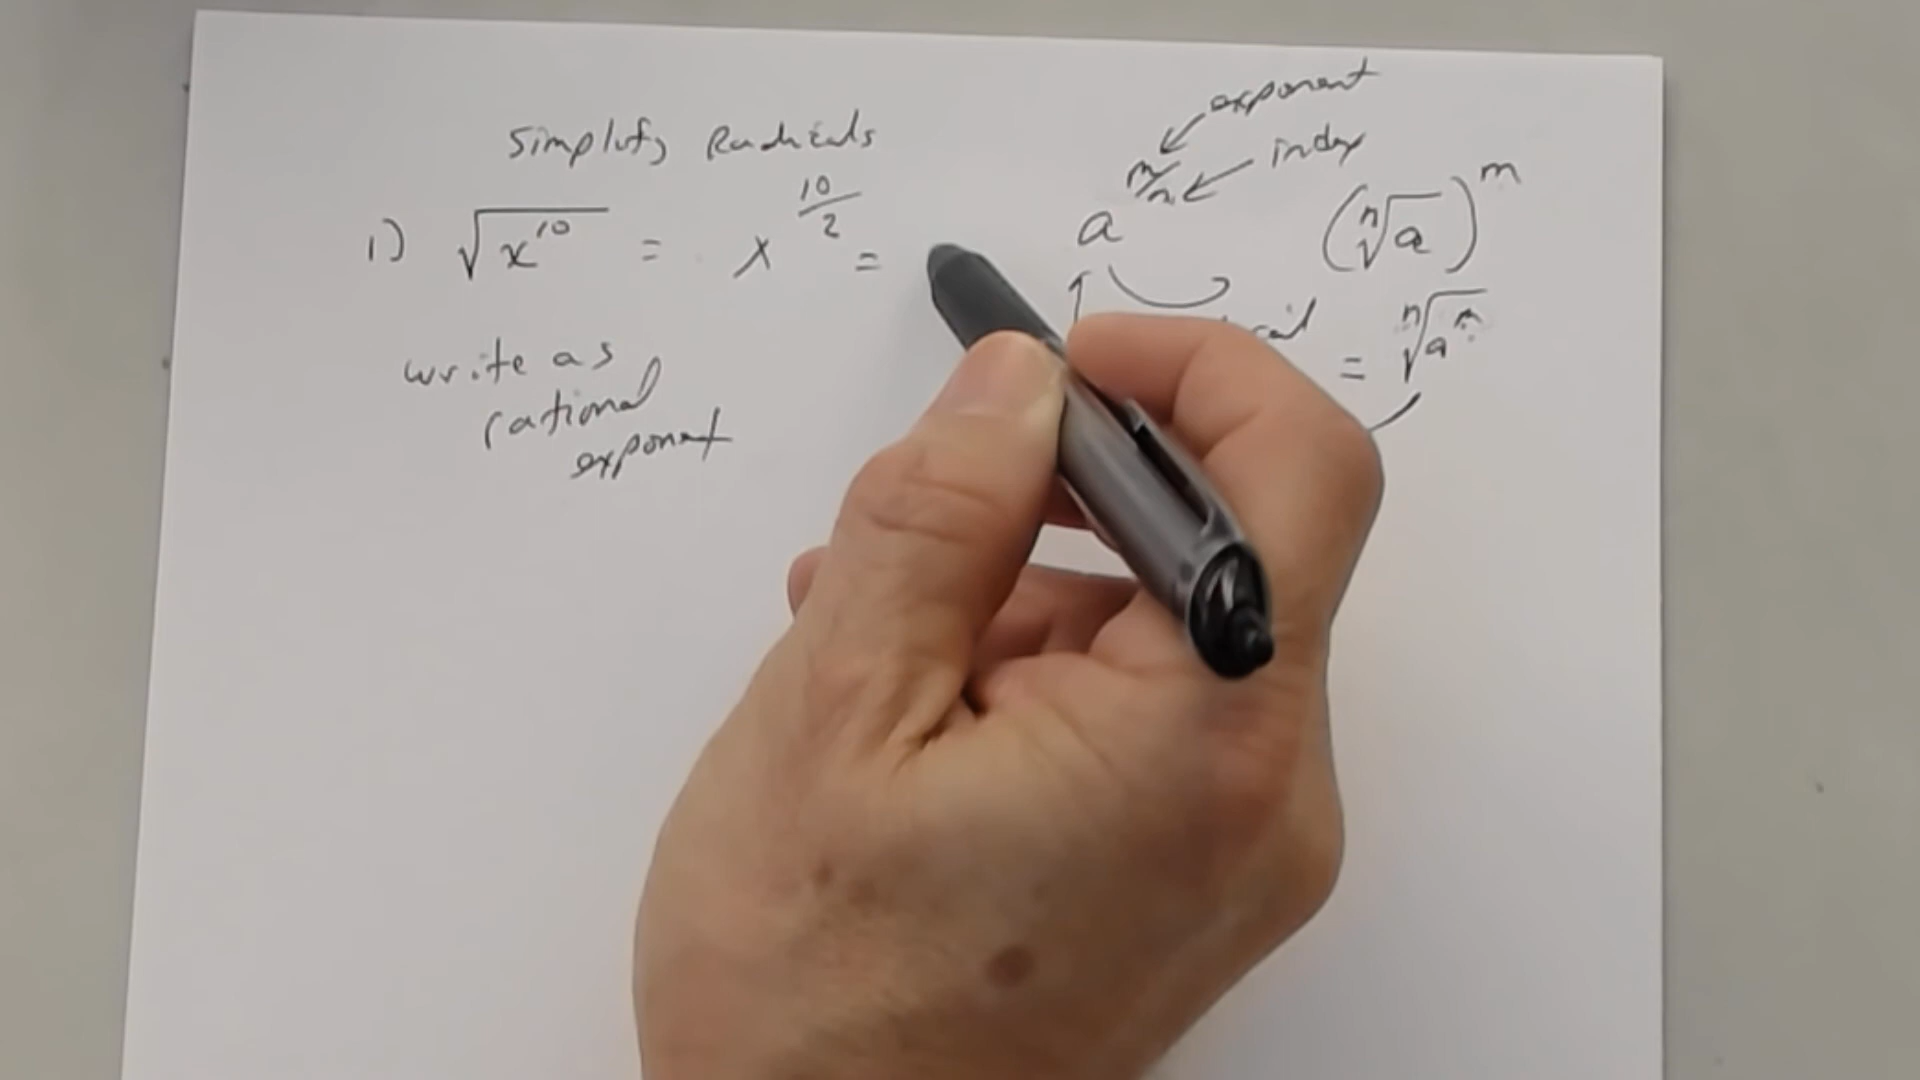 Simplify Radicals
1) √x¹⁰ = x^(10/2) =
write as
rational
exponent
exponent
index
a^(m/n)
(ⁿ√a)^m
= ⁿ√a^m